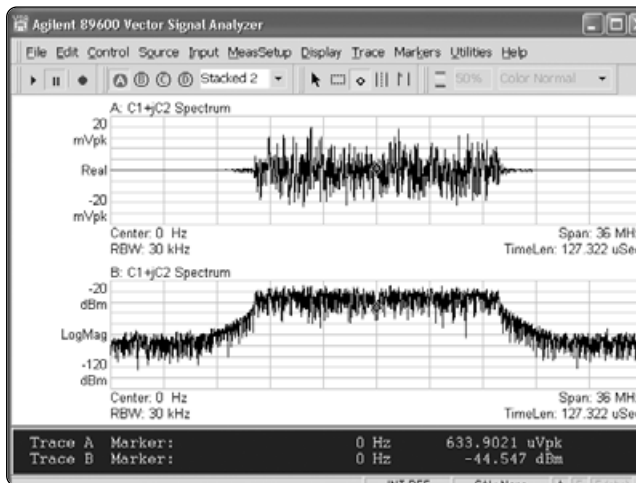 Agilent 89600 Vector Signal Analyzer
File Edit Control Source Input MeasSetup Display Trace Markers Utilities Help
A B C D Stacked 2 50% Color Normal
A: C1+jC2 Spectrum
20
mVpk
Real
-20
mVpk
Center: 0 Hz Span: 36 MH
RBW: 30 kHz TimeLen: 127.322 uSe
B: C1+jC2 Spectrum
-20
dBm
LogMag
-120
dBm
Center: 0 Hz Span: 36 MH
RBW: 30 kHz TimeLen: 127.322 uSe
Trace A Marker: 0 Hz 633.9021 uVpk
Trace B Marker: 0 Hz -44.547 dBm